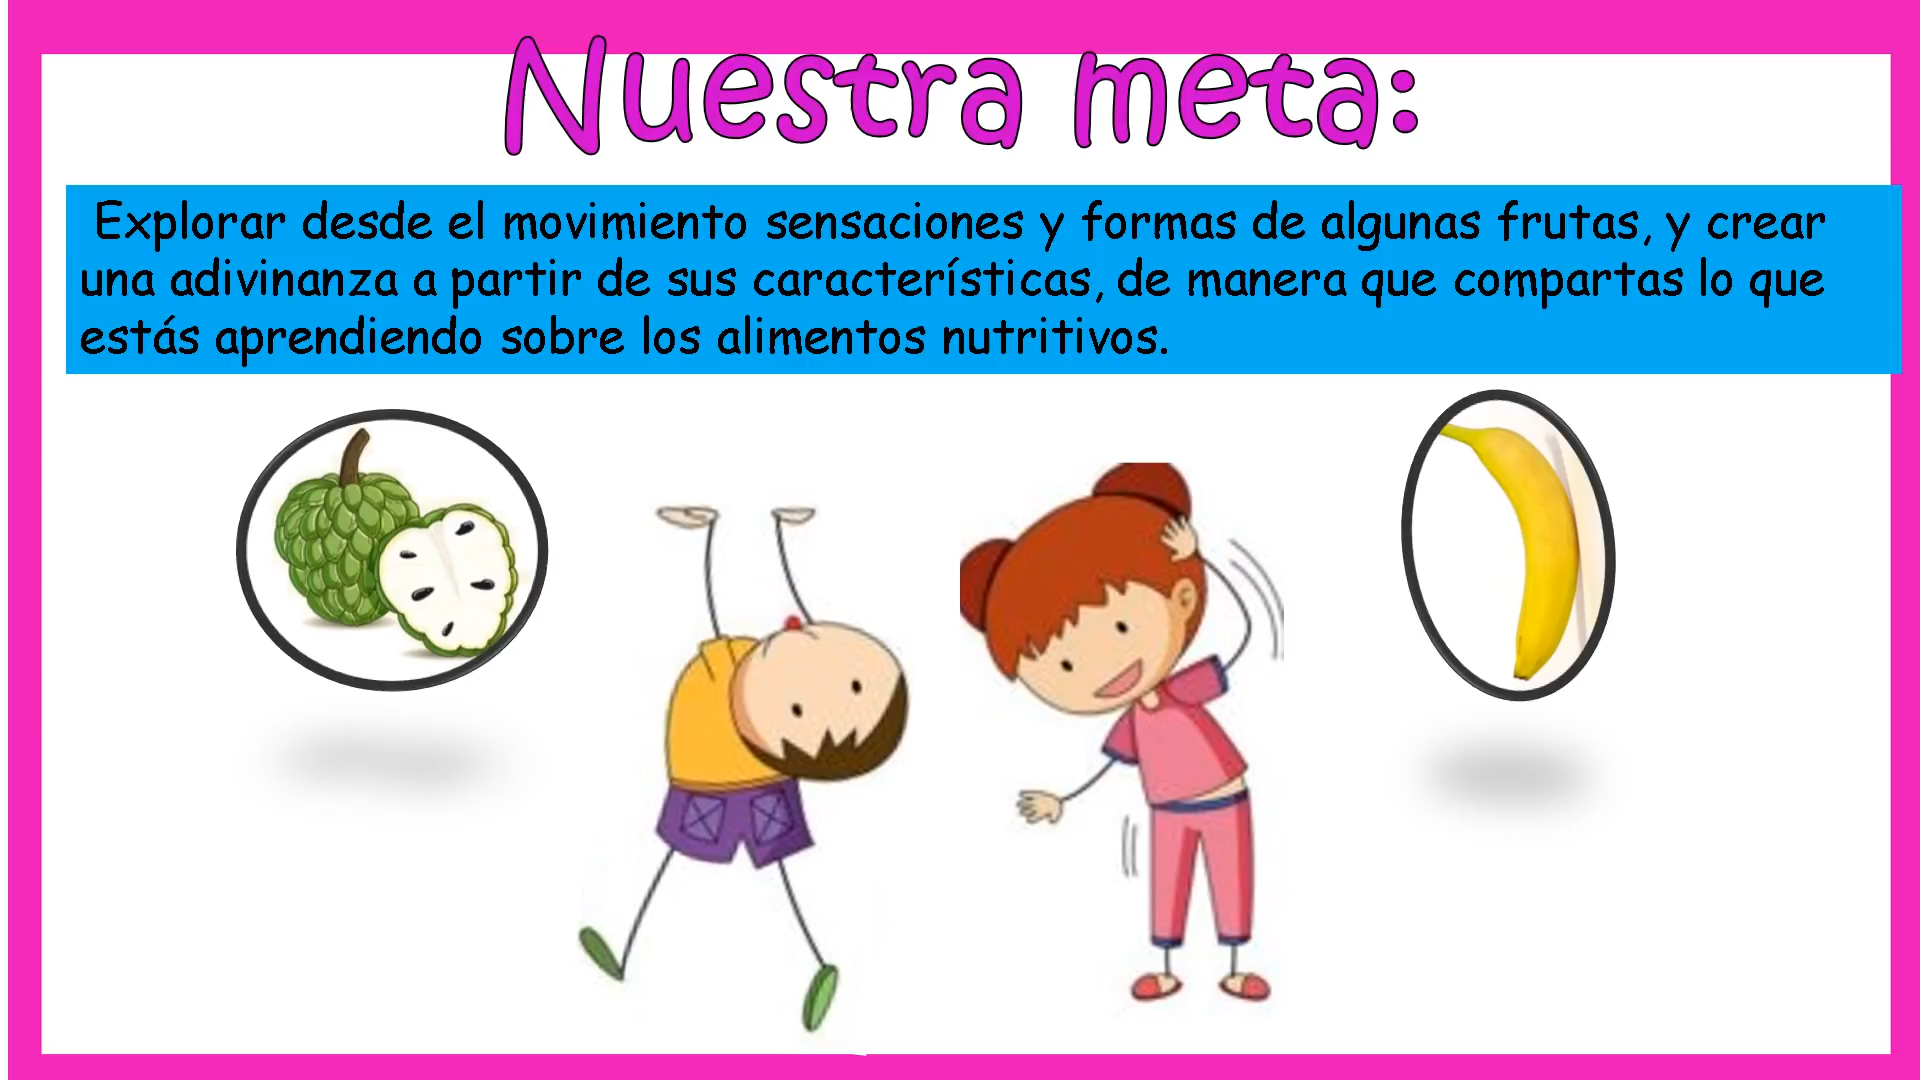 Nuestra meta:
Explorar desde el movimiento sensaciones y formas de algunas frutas, y crear
una adivinanza a partir de sus características, de manera que compartas lo que
estás aprendiendo sobre los alimentos nutritivos.